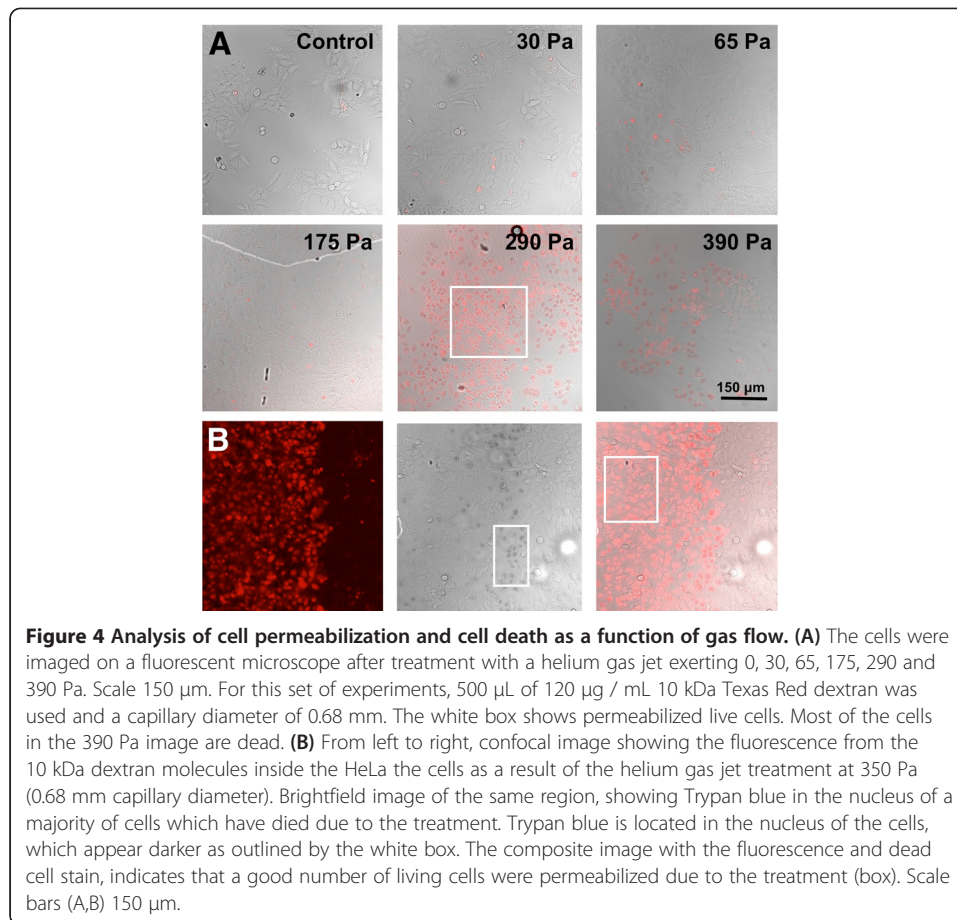 A Control 30 Pa 65 Pa
175 Pa 290 Pa 390 Pa
150 µm
B
Figure 4 Analysis of cell permeabilization and cell death as a function of gas flow. (A) The cells were
imaged on a fluorescent microscope after treatment with a helium gas jet exerting 0, 30, 65, 175, 290 and
390 Pa. Scale 150 µm. For this set of experiments, 500 µL of 120 µg / mL 10 kDa Texas Red dextran was
used and a capillary diameter of 0.68 mm. The white box shows permeabilized live cells. Most of the cells
in the 390 Pa image are dead. (B) From left to right, confocal image showing the fluorescence from the
10 kDa dextran molecules inside the HeLa the cells as a result of the helium gas jet treatment at 350 Pa
(0.68 mm capillary diameter). Brightfield image of the same region, showing Trypan blue in the nucleus of a
majority of cells which have died due to the treatment. Trypan blue is located in the nucleus of the cells,
which appear darker as outlined by the white box. The composite image with the fluorescence and dead
cell stain, indicates that a good number of living cells were permeabilized due to the treatment (box). Scale
bars (A,B) 150 µm.